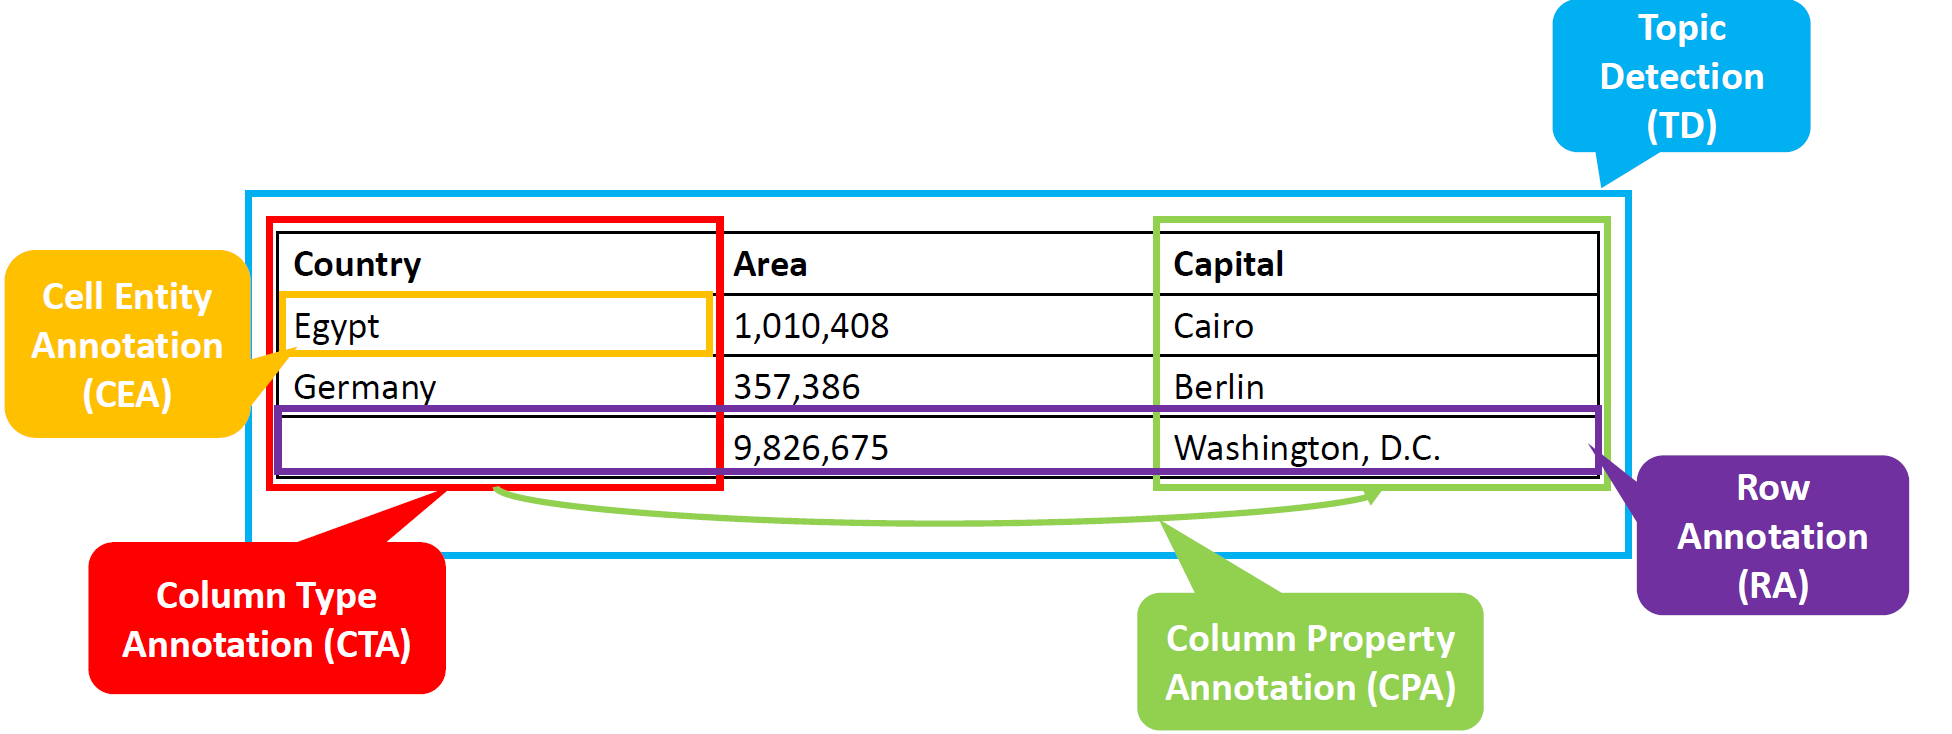 Topic
Detection
(TD)
Country Area Capital
Cell Entity
Annotation
(CEA)
Egypt 1,010,408 Cairo
Germany 357,386 Berlin
9,826,675 Washington, D.C.
Row
Annotation
(RA)
Column Type
Annotation (CTA)
Column Property
Annotation (CPA)